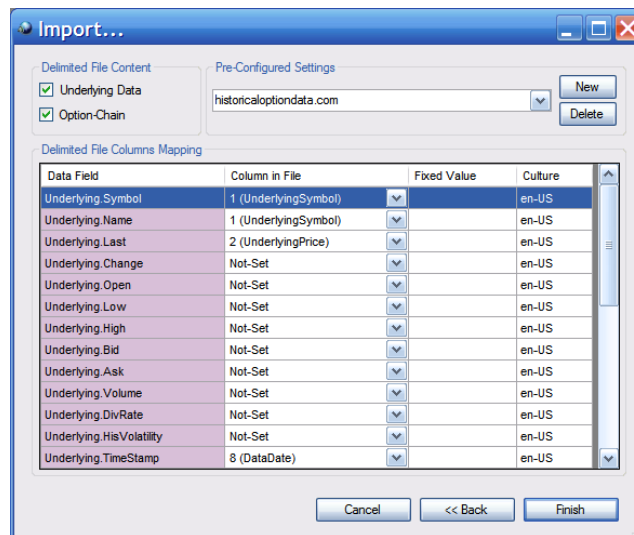 Import...
Delimited File Content
Pre-Configured Settings
Underlying Data
Option-Chain
historicaloptiondata.com
New
Delete
Delimited File Columns Mapping
Data Field Column in File Fixed Value Culture
Underlying.Symbol 1 (UnderlyingSymbol) en-US
Underlying.Name 1 (UnderlyingSymbol) en-US
Underlying.Last 2 (UnderlyingPrice) en-US
Underlying.Change Not-Set en-US
Underlying.Open Not-Set en-US
Underlying.Low Not-Set en-US
Underlying.High Not-Set en-US
Underlying.Bid Not-Set en-US
Underlying.Ask Not-Set en-US
Underlying.Volume Not-Set en-US
Underlying.DivRate Not-Set en-US
Underlying.HisVolatility Not-Set en-US
Underlying.TimeStamp 8 (DataDate) en-US
Cancel << Back Finish